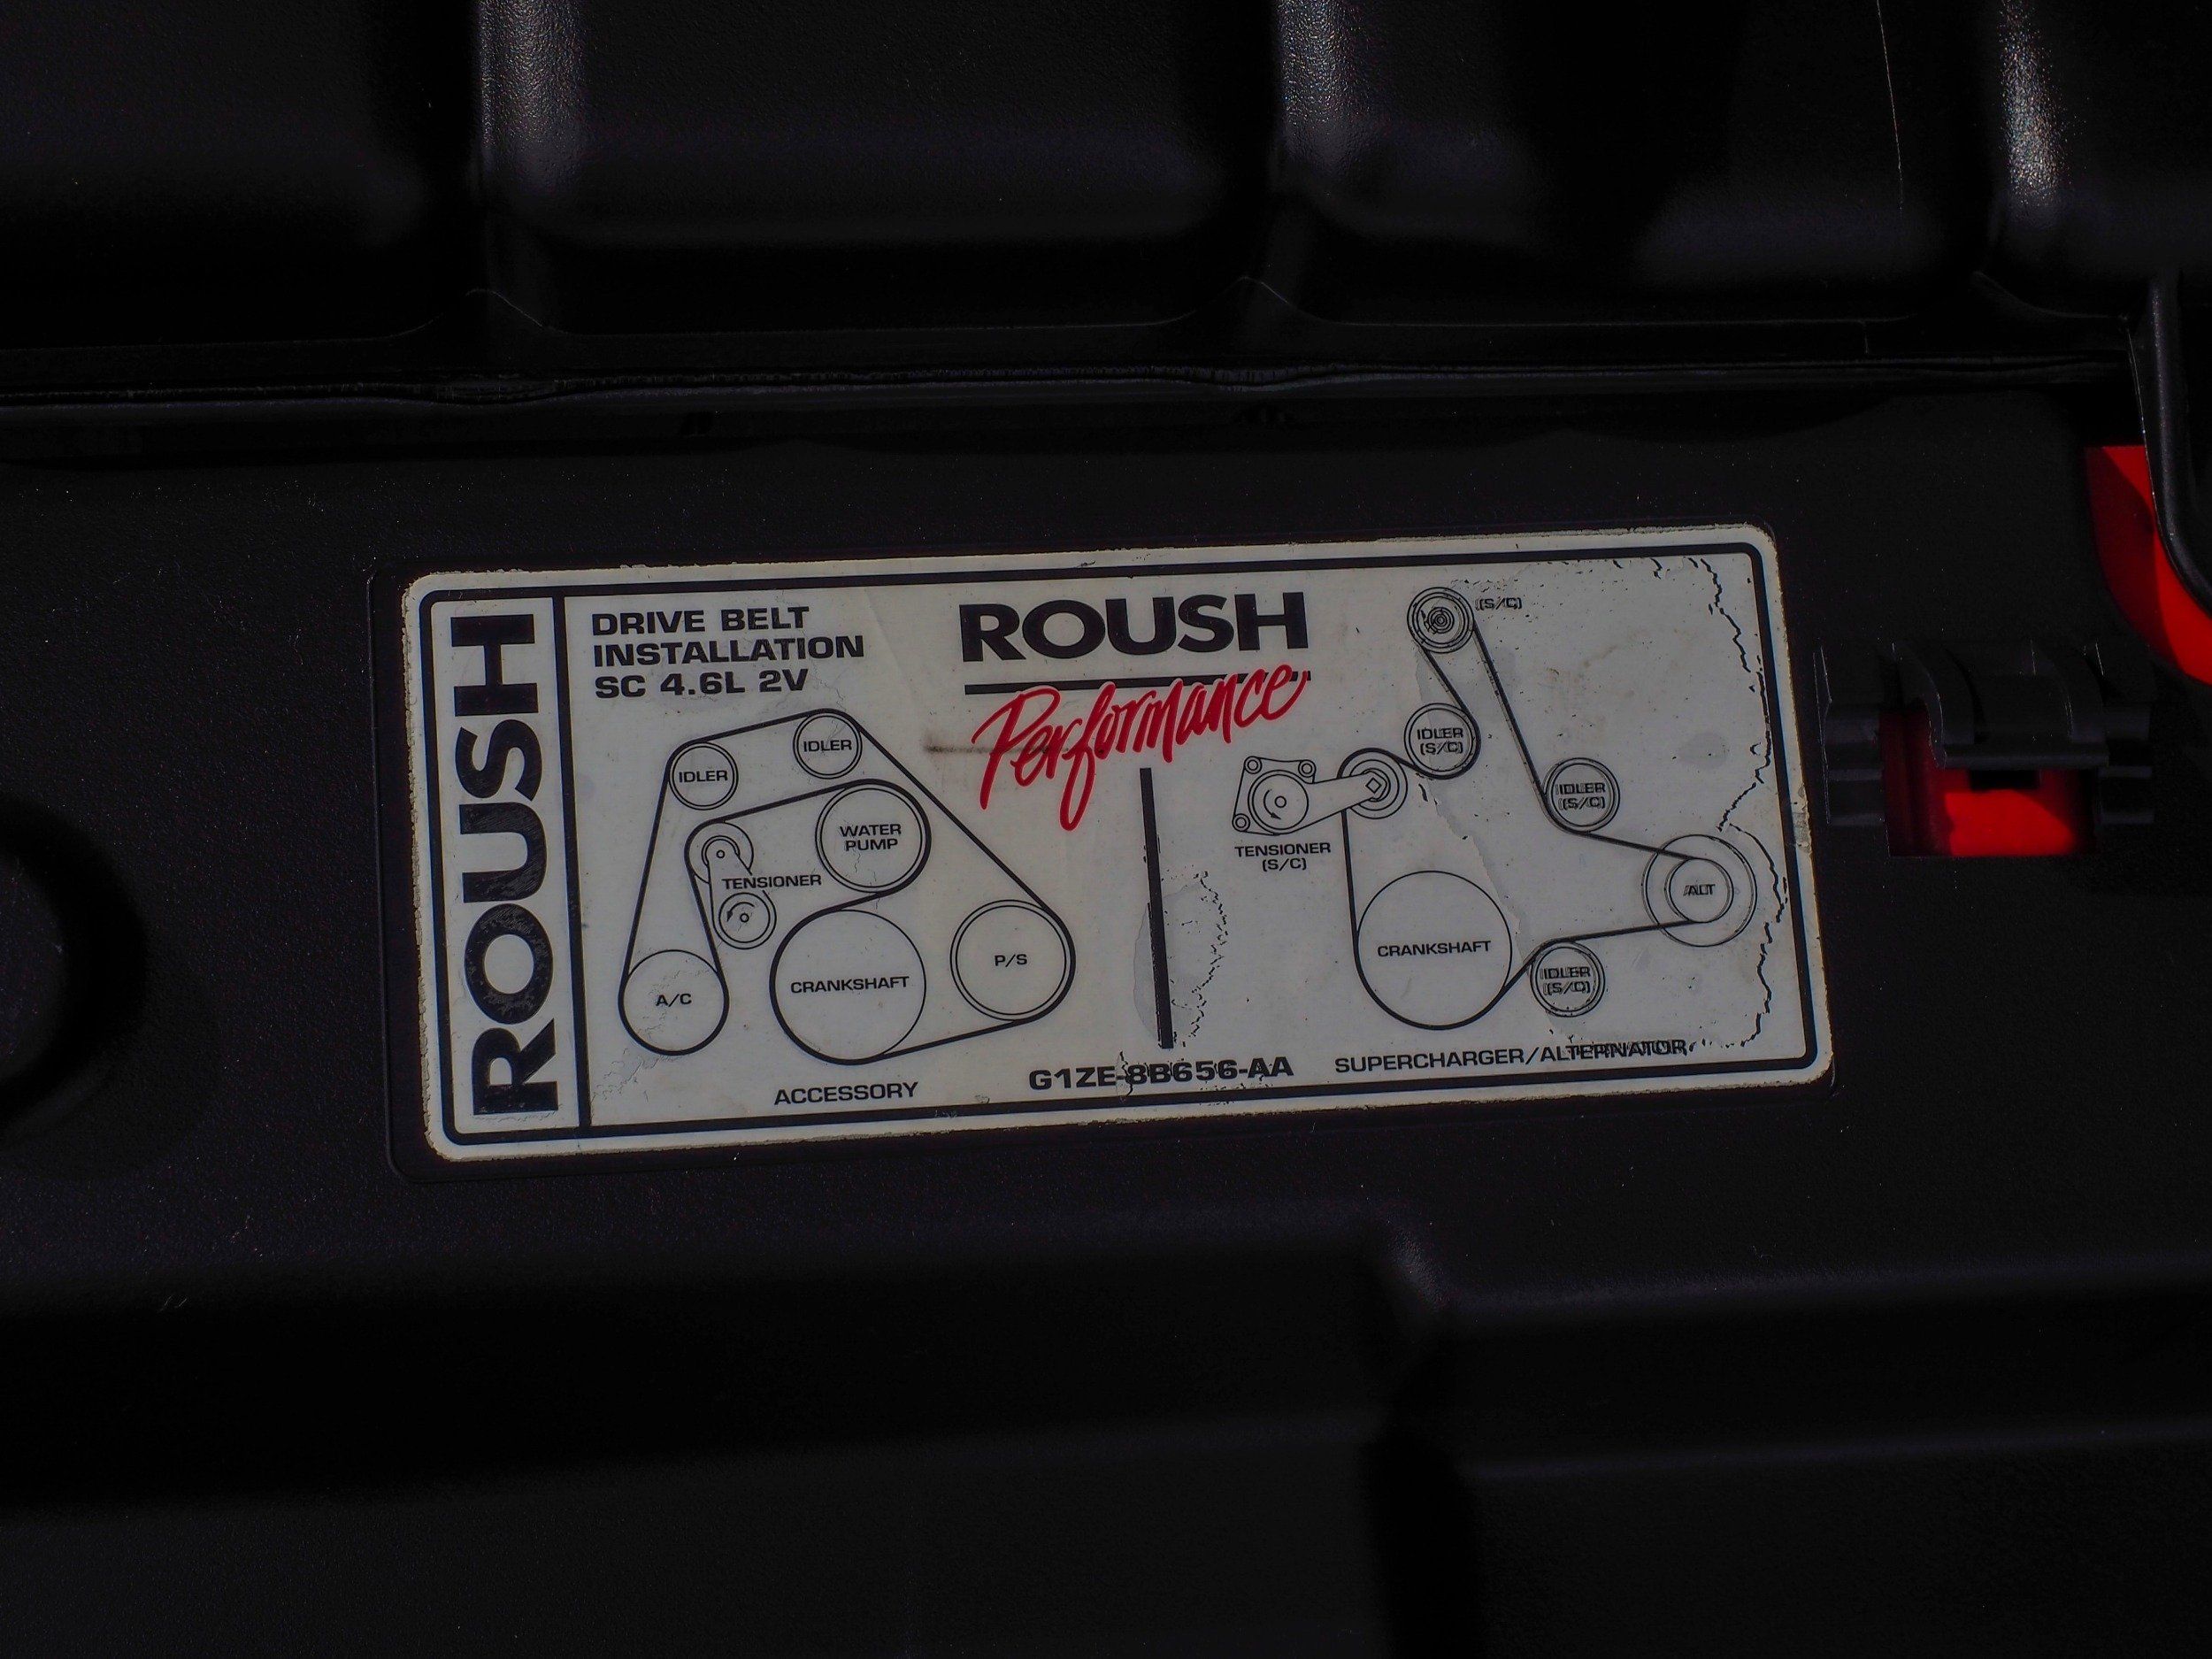 ROUSH
DRIVE BELT
INSTALLATION
SC 4.6L 2V
IDLER
IDLER
WATER
PUMP
TENSIONER
A/C
CRANKSHAFT
P/S
ACCESSORY
ROUSH
Performance
G1ZE-8B656-AA
(S/C)
IDLER
(S/C)
TENSIONER
(S/C)
IDLER
(S/C)
ALT
CRANKSHAFT
IDLER
(S/C)
SUPERCHARGER/ALTERNATOR